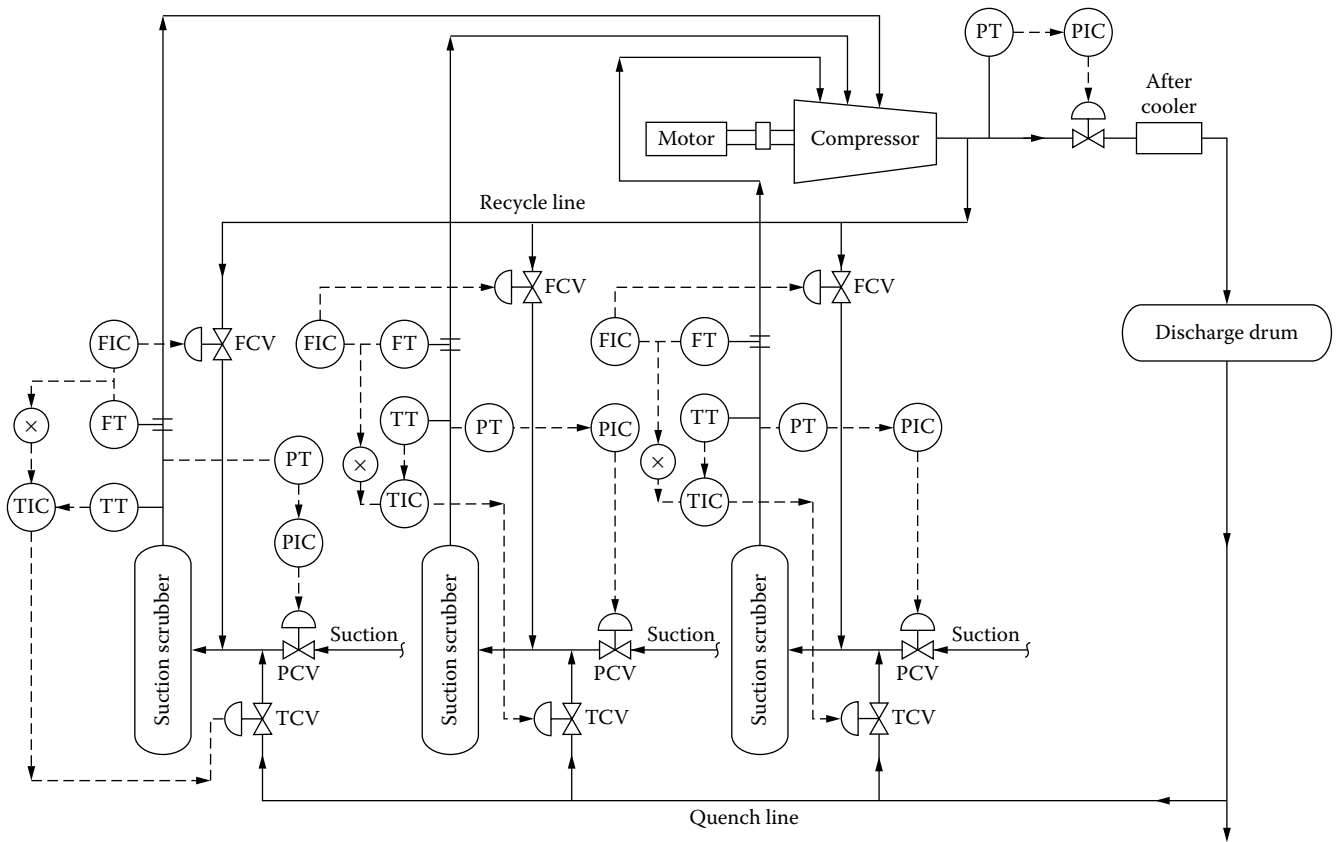 PT
PIC
After
cooler
Motor
Compressor
Recycle line
FCV
FCV
FIC
FCV
FIC
FT
FIC
FT
Discharge drum
FT
×
TT
PT
PIC
TT
PT
PIC
PT
×
×
TIC
TT
TIC
TIC
PIC
Suction scrubber
Suction
PCV
TCV
Suction scrubber
Suction
PCV
TCV
Suction scrubber
Suction
PCV
TCV
Quench line